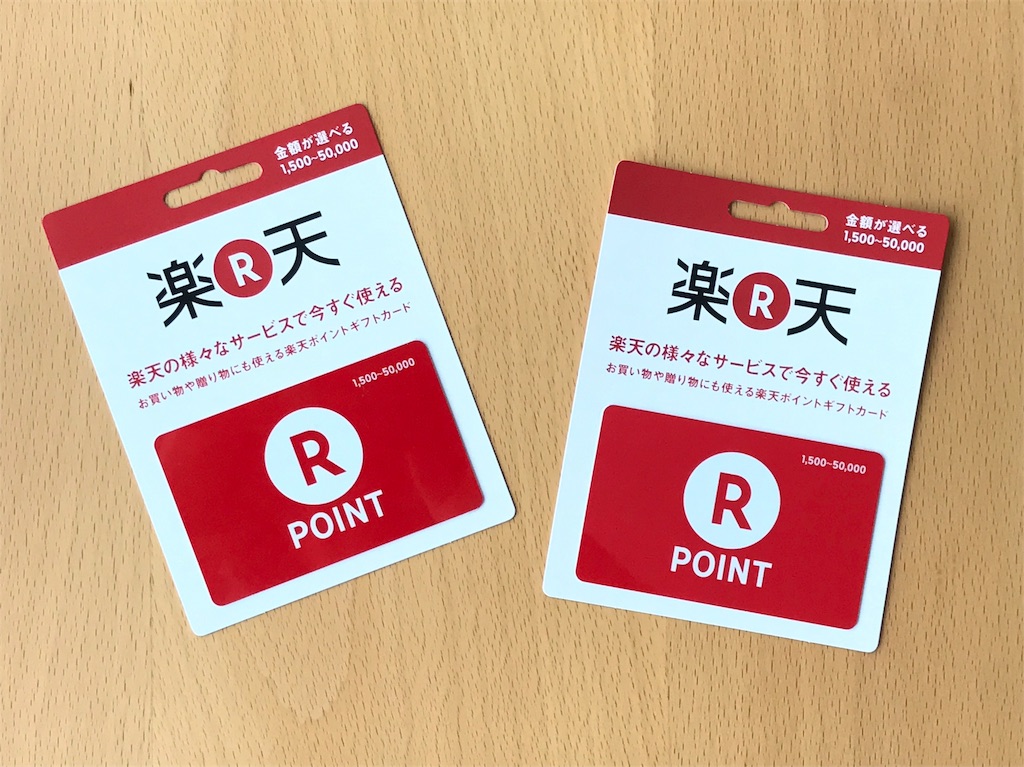 金額が選べる
1,500~50,000
楽R天
楽天の様々なサービスで今すぐ使える
お買い物や贈り物にも使える楽天ポイントギフトカード
1,500~50,000
R
POINT
金額が選べる
1,500~50,000
楽R天
楽天の様々なサービスで今すぐ使える
お買い物や贈り物にも使える楽天ポイントギフトカード
1,500~50,000
R
POINT